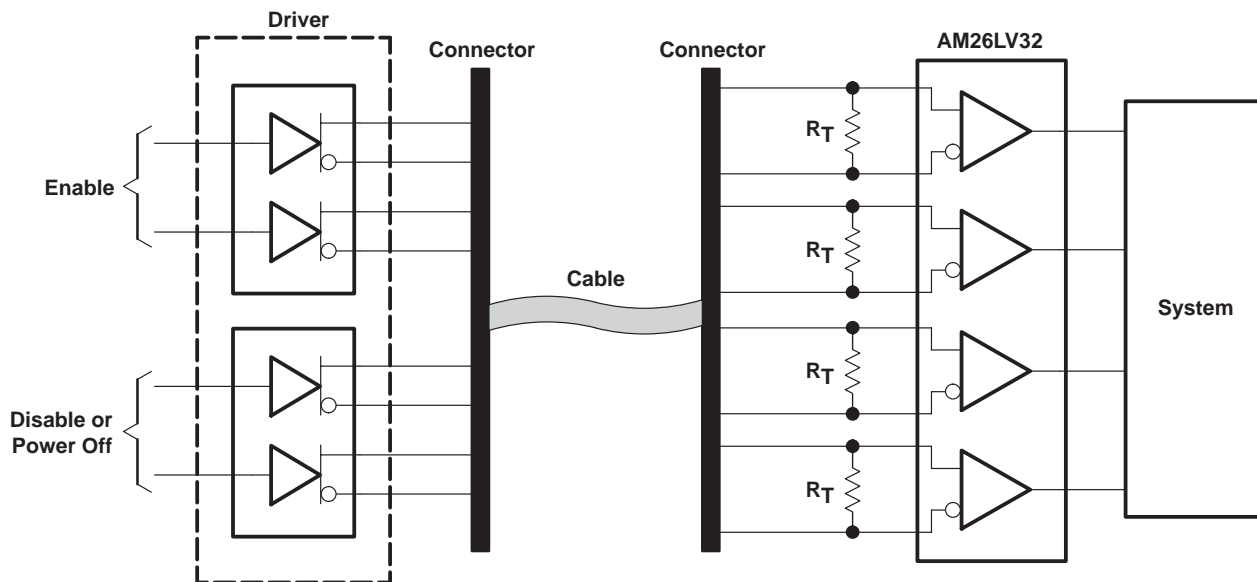 Driver
Connector
Connector
AM26LV32
Enable
Disable or
Power Off
Cable
RT
RT
RT
RT
System